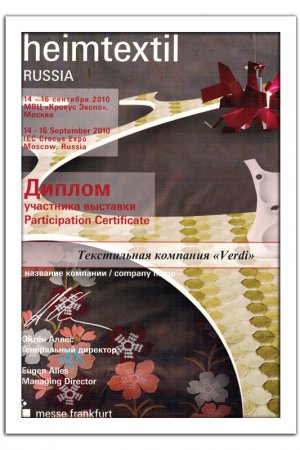 heimtextil
RUSSIA
14 - 16 сентября 2010
МВЦ «Крокус Экспо»,
Москва
14 - 16 September 2010
IEC Crocus Expo
Moscow, Russia
Диплом
участника выставки
Participation Certificate
Текстильная компания «Verdi»
название компании / company name
Ойген Аллес
Генеральный директор
Eugen Alles
Managing Director
messe frankfurt